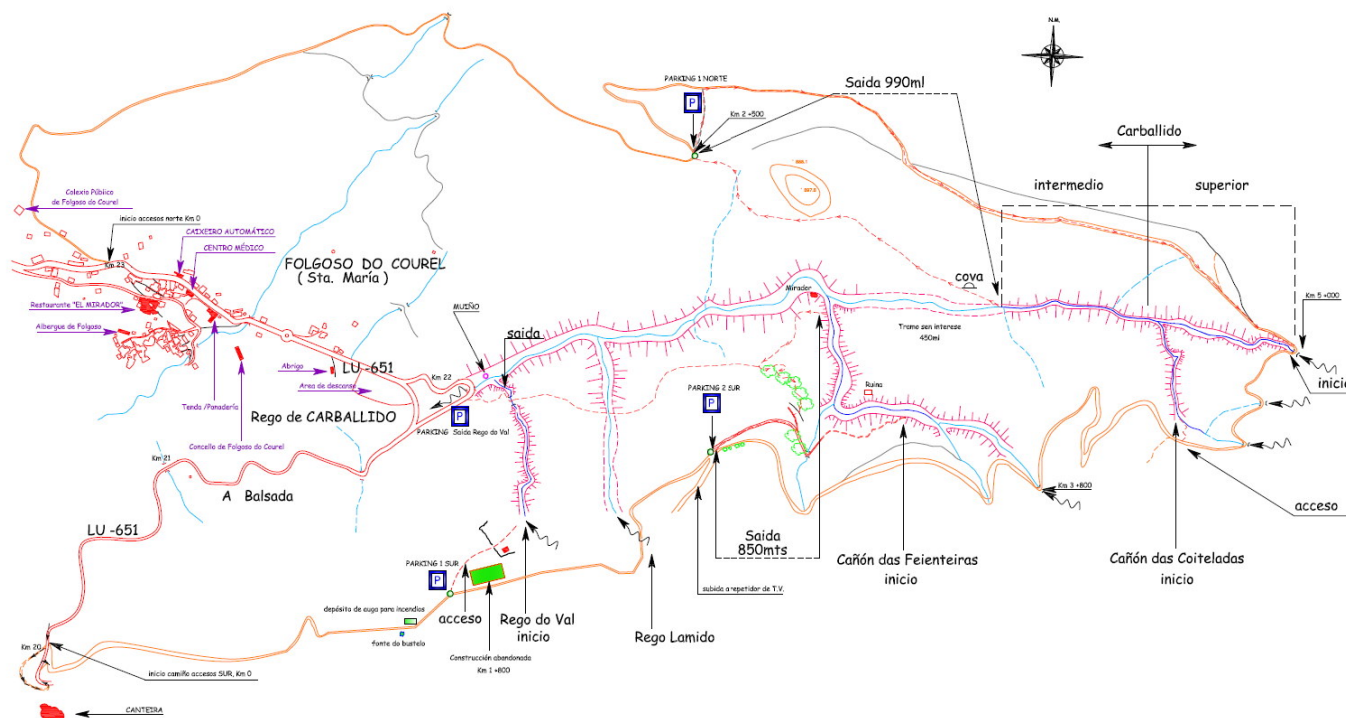 N.M.
PARKING 1 NORTE
P
Km 2 +500
Saida 990ml
Carballido
intermedio
superior
Colexio Público
de Folgoso do Courel
inicio accesos norte Km 0
CAIXEIRO AUTOMÁTICO
CENTRO MÉDICO
Km 23
FOLGOSO DO COUREL
( Sta. María )
Restaurante "EL MIRADOR"
Albergue de Folgoso
MUIÑO
saida
Mirador
cova
Km 5 +000
Tramo sen interese
450ml
inicio
Abrigo
LU -651
Area de descanso
Km 22
Tenda /Panadería
Rego de CARBALLIDO
P
PARKING Saida Rego do Val
PARKING 2 SUR
P
Ruina
Concello de Folgoso do Courel
Km 21
A Balsada
LU -651
Km 3 +800
acceso
Saida
850mts
Cañón das Feienteiras
inicio
Cañón das Coiteladas
inicio
PARKING 1 SUR
P
subida a repetidor de T.V.
depósito de auga para incendios
acceso
Rego do Val
inicio
Rego Lamido
fonte do bustelo
Construcción abandonada
Km 1 +800
Km 20
inicio camiño accesos SUR, Km 0
CANTEIRA